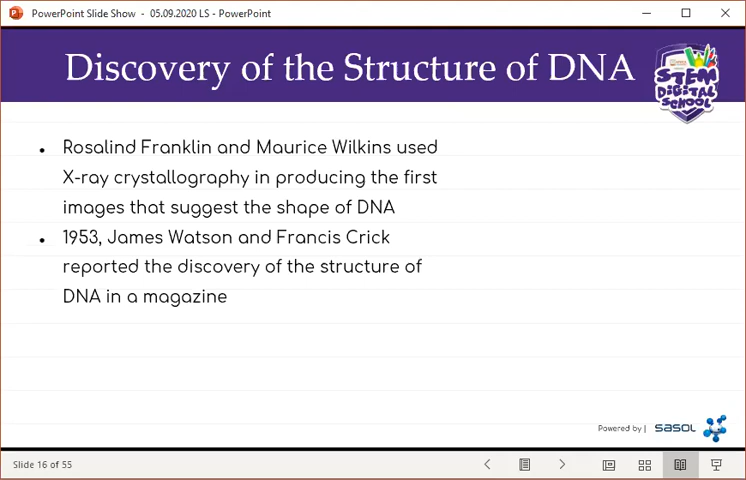 PowerPoint Slide Show - 05.09.2020 LS - PowerPoint
Discovery of the Structure of DNA
STEM
DIGITAL
SCHOOL
• Rosalind Franklin and Maurice Wilkins used
X-ray crystallography in producing the first
images that suggest the shape of DNA
• 1953, James Watson and Francis Crick
reported the discovery of the structure of
DNA in a magazine
Powered by | sasol
Slide 16 of 55